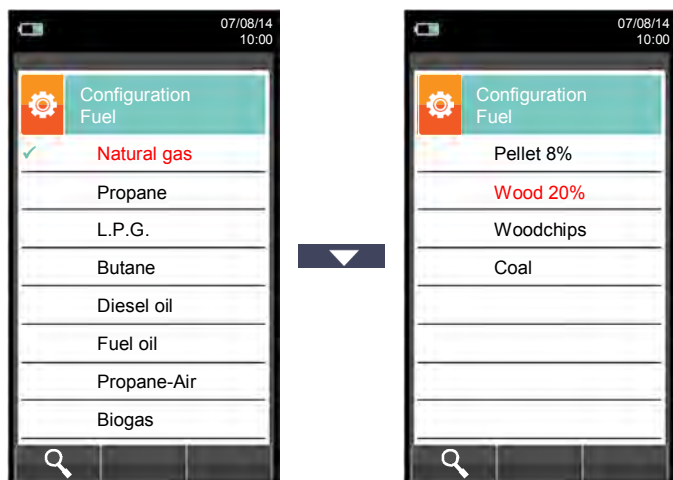 07/08/14
10:00
Configuration
Fuel
Natural gas
Propane
L.P.G.
Butane
Diesel oil
Fuel oil
Propane-Air
Biogas
07/08/14
10:00
Configuration
Fuel
Pellet 8%
Wood 20%
Woodchips
Coal